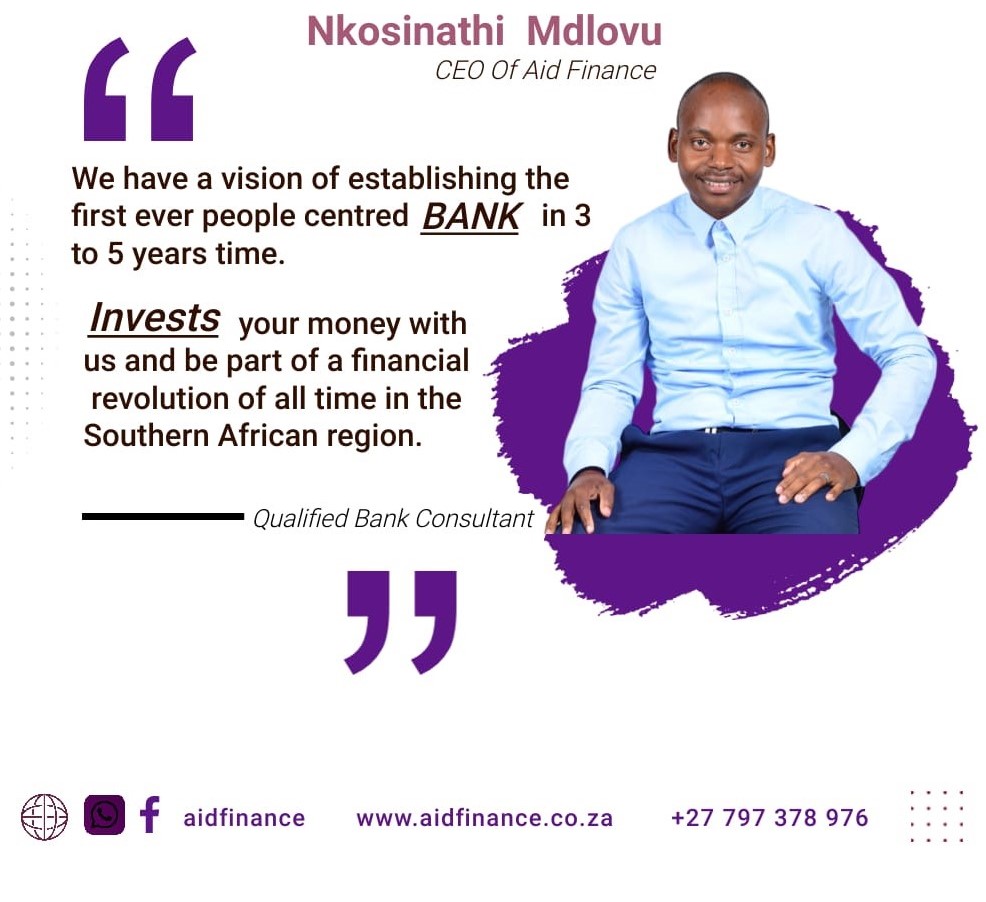 Nkosinathi Mdlovu
CEO Of Aid Finance
We have a vision of establishing the
first ever people centred BANK in 3
to 5 years time.
Invests your money with
us and be part of a financial
revolution of all time in the
Southern African region.
Qualified Bank Consultant
aidfinance www.aidfinance.co.za +27 797 378 976